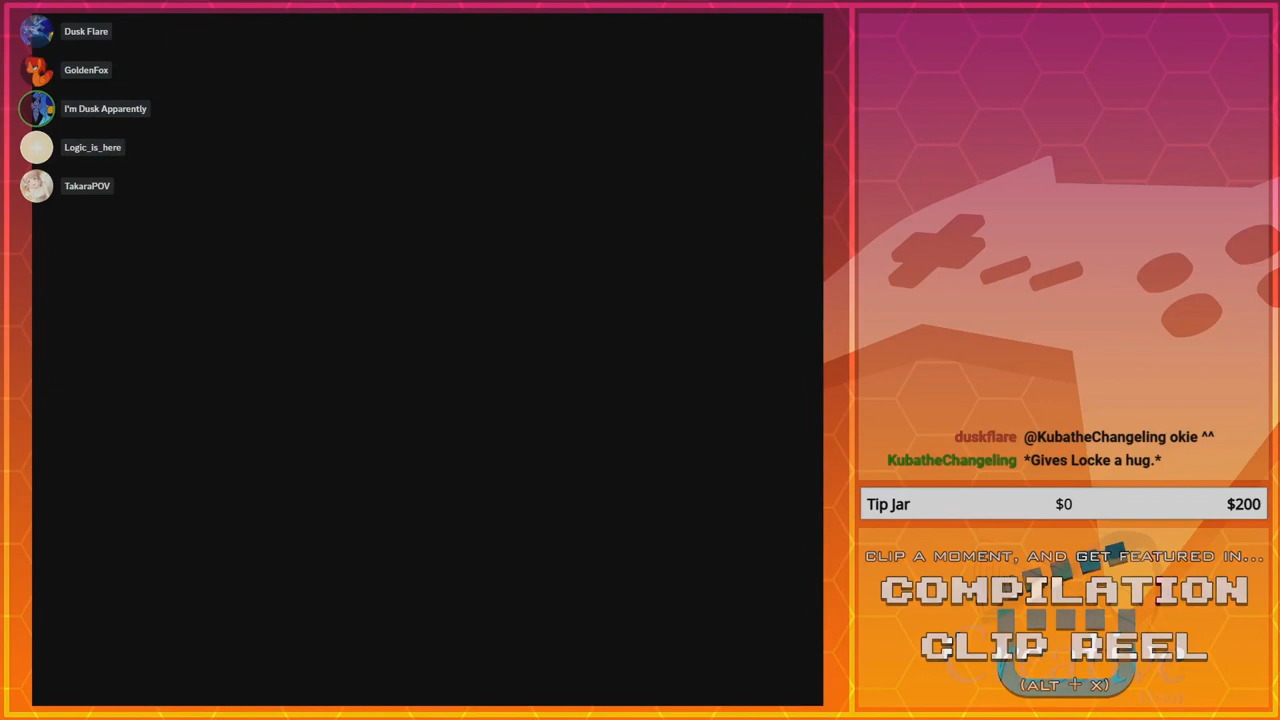 Dusk Flare
GoldenFox
I'm Dusk Apparently
Logic_is_here
TakaraPOV
duskflare @KubatheChangeling okie ^^
KubatheChangeling *Gives Locke a hug.*
Tip Jar $0 $200
CLIP A MOMENT, AND GET FEATURED IN...
COMPILATION
CLIP REEL
(ALT + X)